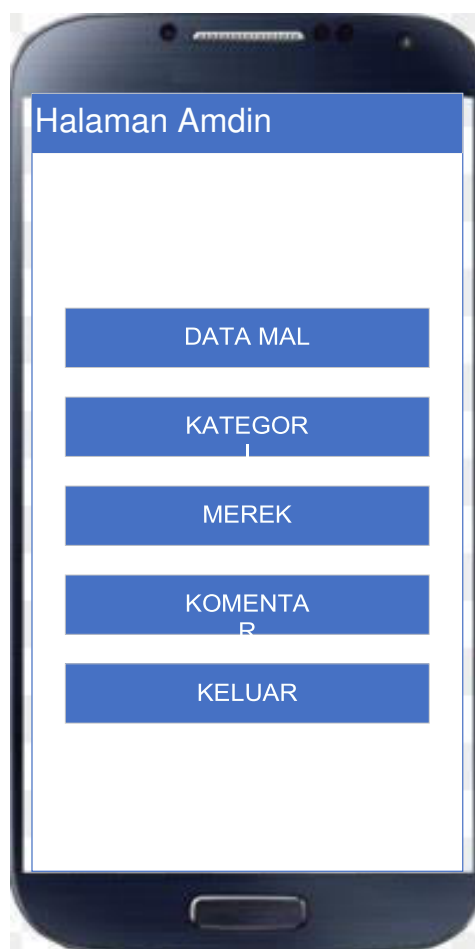 Halaman Amdin
DATA MAL
KATEGOR
I
MEREK
KOMENTA
R
KELUAR